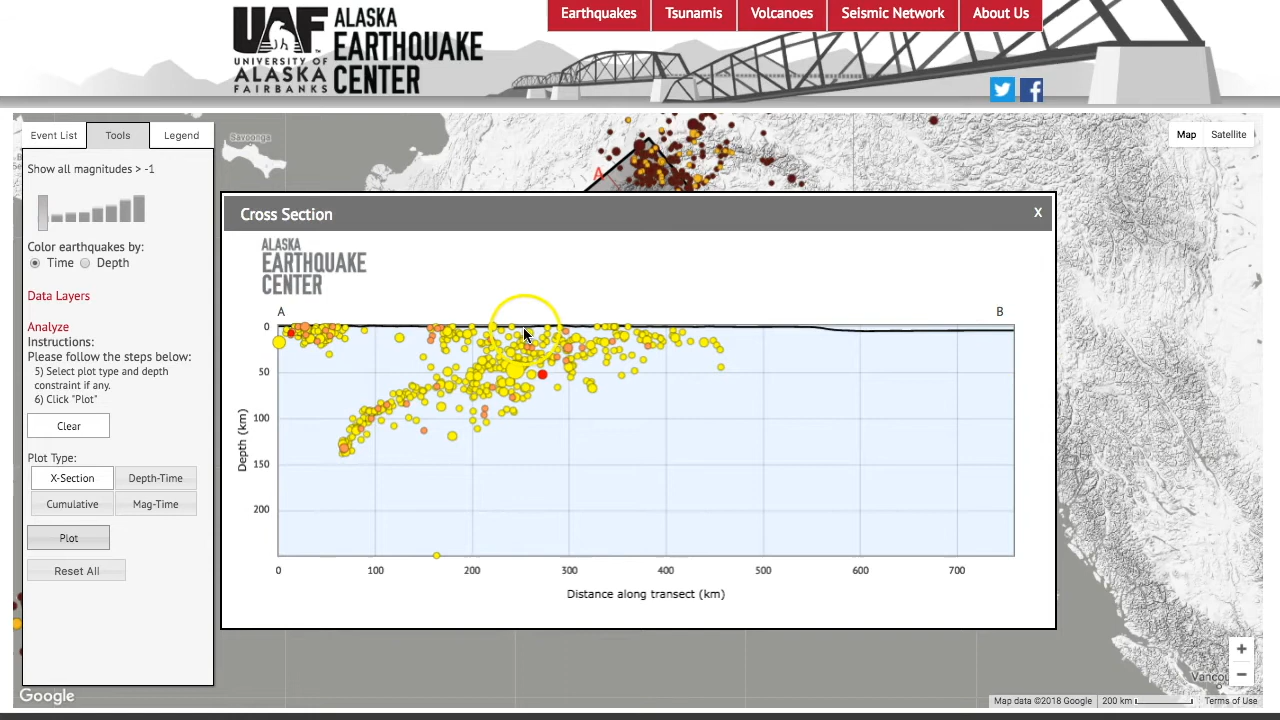 UAF
UNIVERSITY OF
ALASKA
FAIRBANKS
ALASKA
EARTHQUAKE
CENTER
Earthquakes
Tsunamis
Volcanoes
Seismic Network
About Us
Event List
Tools
Legend
Savoonga
Map
Satellite
Show all magnitudes > -1
Color earthquakes by:
Time
Depth
Data Layers
Analyze
Instructions:
Please follow the steps below:
5) Select plot type and depth
constraint if any.
6) Click "Plot"
Clear
Plot Type:
X-Section
Depth-Time
Cumulative
Mag-Time
Plot
Reset All
A
Cross Section
X
ALASKA
EARTHQUAKE
CENTER
A
B
0
50
100
150
200
Depth (km)
0
100
200
300
400
500
600
700
Distance along transect (km)
+
−
Google
Map data ©2018 Google
200 km
Terms of Use